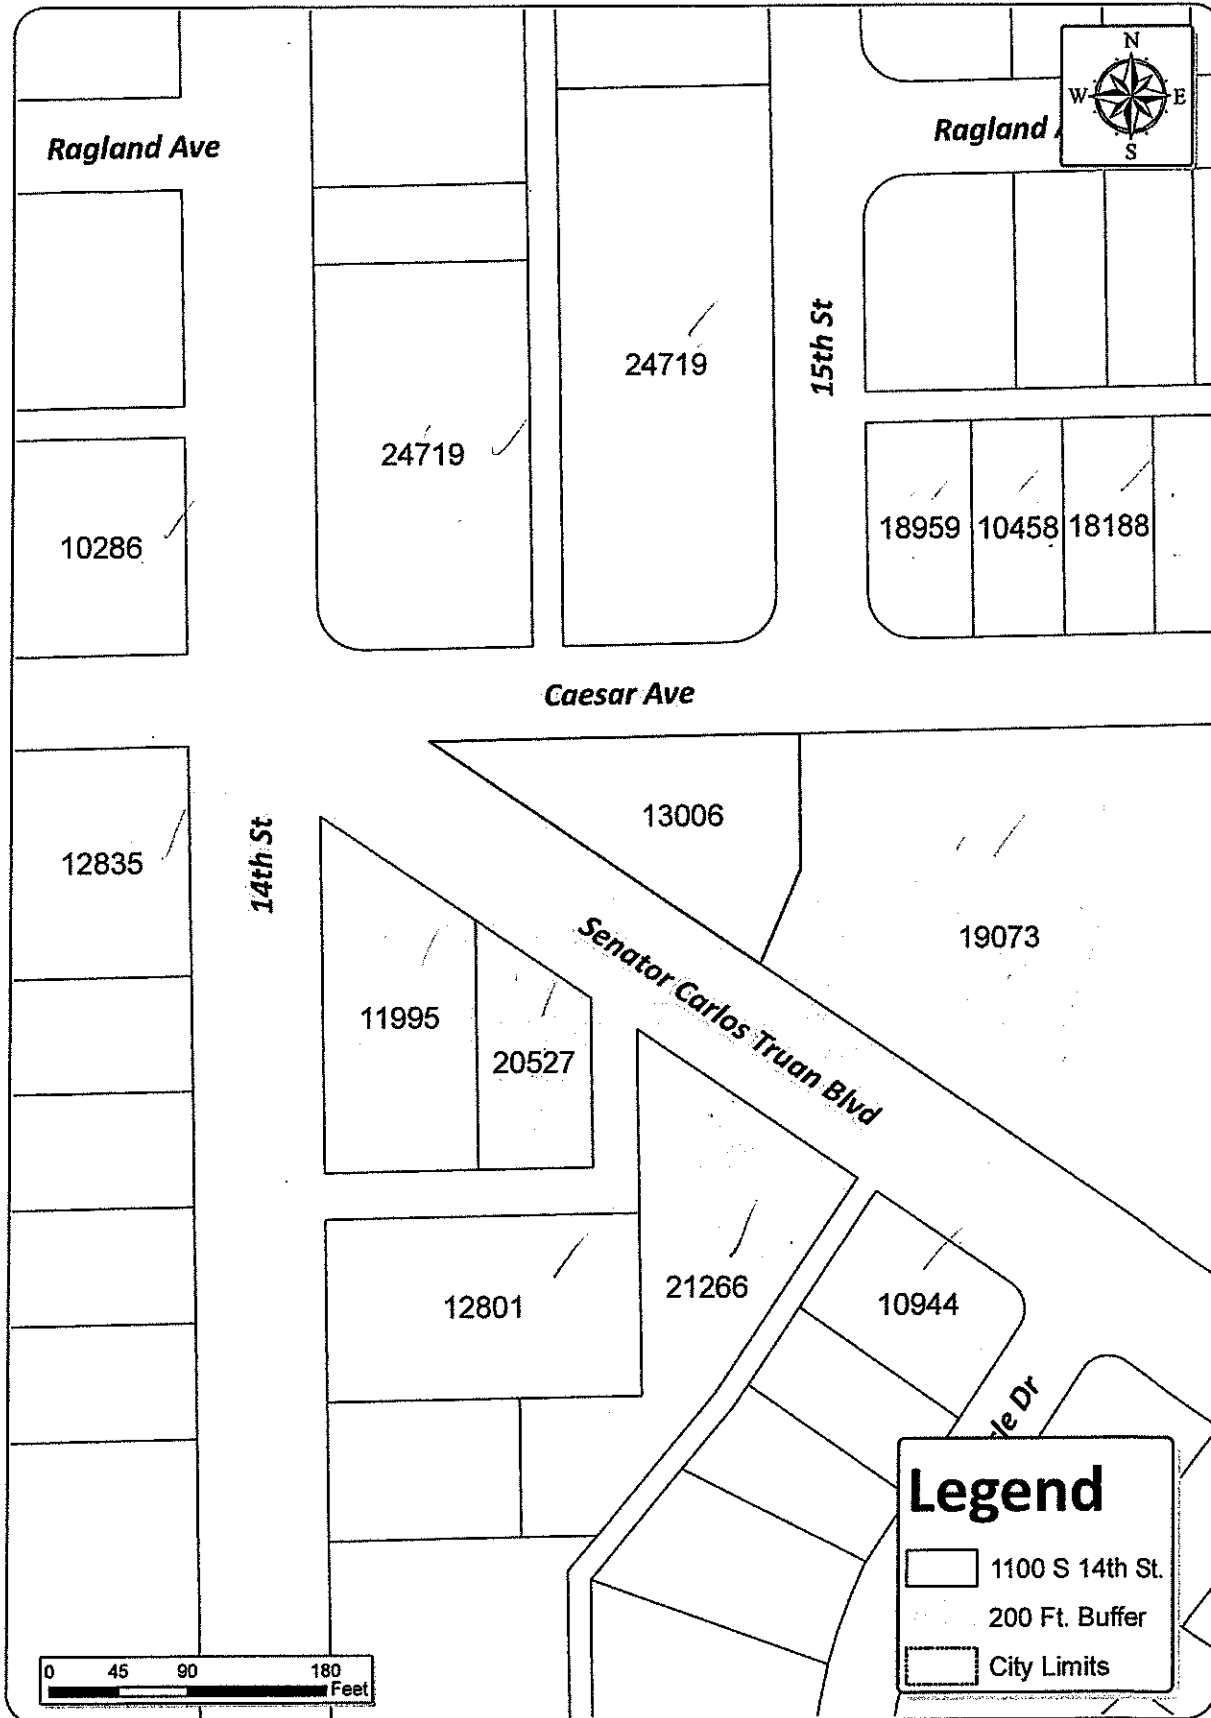 N
W E
S
Ragland Ave
Ragland
15th St
24719
24719
10286
18959 10458 18188
Caesar Ave
13006
12835
14th St
19073
Senator Carlos Truan Blvd
11995
20527
21266
12801
10944
Dr
Legend
1100 S 14th St.
200 Ft. Buffer
City Limits
0 45 90 180
Feet